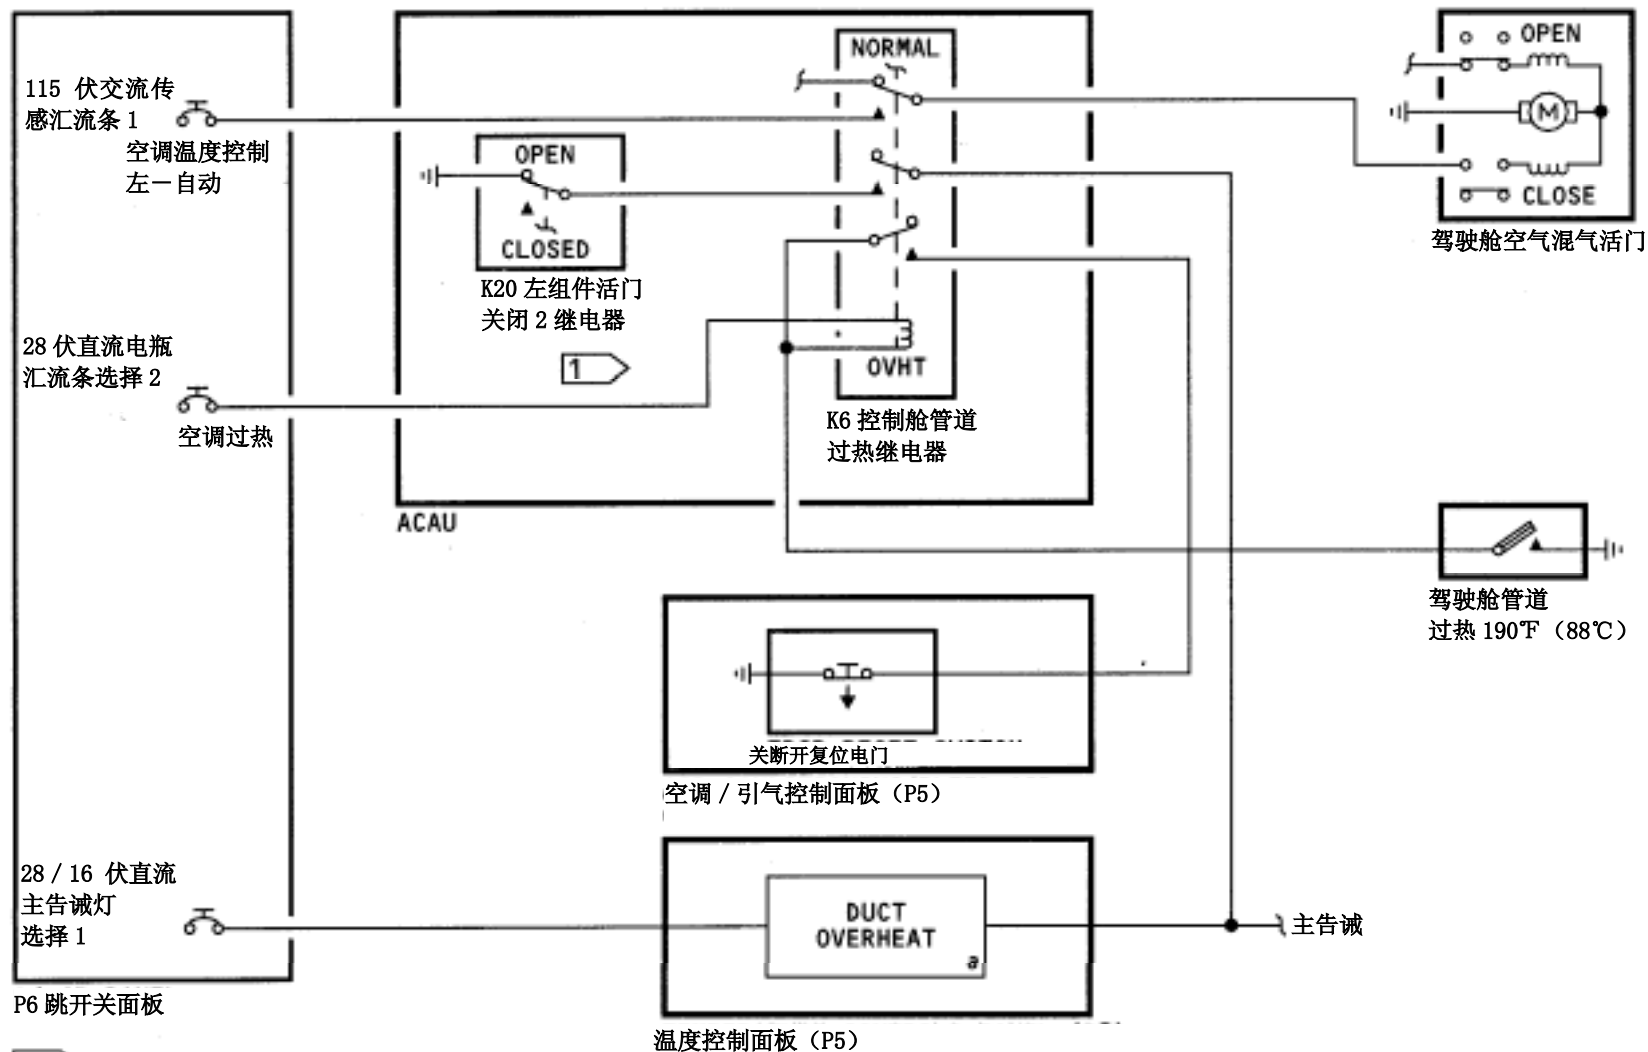 115 伏交流传
感汇流条 1
空调温度控制
左－自动
28 伏直流电瓶
汇流条选择 2
空调过热
28 / 16 伏直流
主告诫灯
选择 1
P6 跳开关面板
OPEN
CLOSED
K20 左组件活门
关闭 2 继电器
1
ACAU
NORMAL
OVHT
K6 控制舱管道
过热继电器
OPEN
M
CLOSE
驾驶舱空气混气活门
驾驶舱管道
过热 190℉（88℃）
关断开复位电门
空调 / 引气控制面板（P5）
DUCT
OVERHEAT
a
主告诫
温度控制面板（P5）